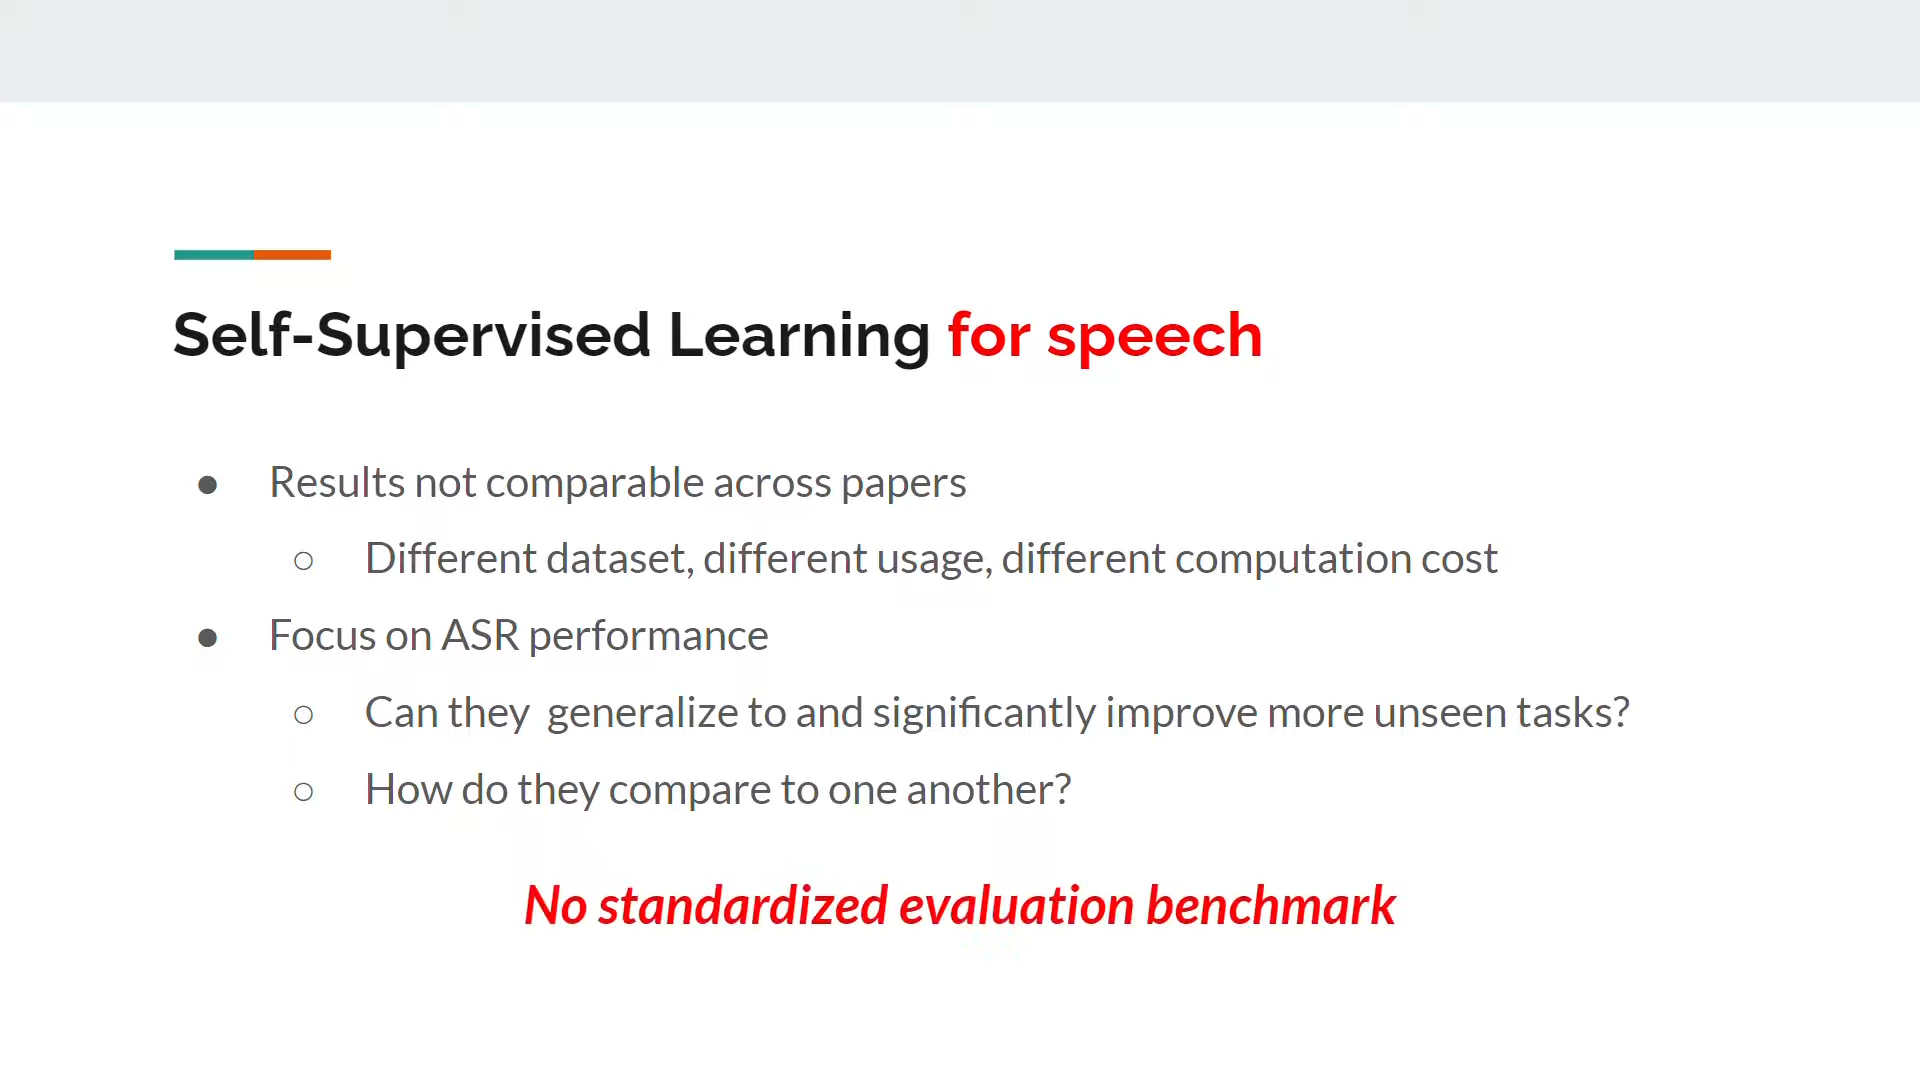 Self-Supervised Learning for speech
● Results not comparable across papers
○ Different dataset, different usage, different computation cost
● Focus on ASR performance
○ Can they  generalize to and significantly improve more unseen tasks?
○ How do they compare to one another?
No standardized evaluation benchmark